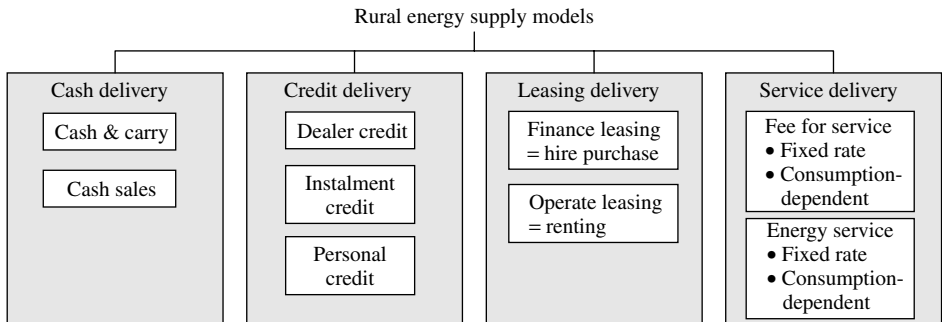 Rural energy supply models
Cash delivery
Cash & carry
Cash sales
Credit delivery
Dealer credit
Instalment
credit
Personal
credit
Leasing delivery
Finance leasing
= hire purchase
Operate leasing
= renting
Service delivery
Fee for service
• Fixed rate
• Consumption-
dependent
Energy service
• Fixed rate
• Consumption-
dependent